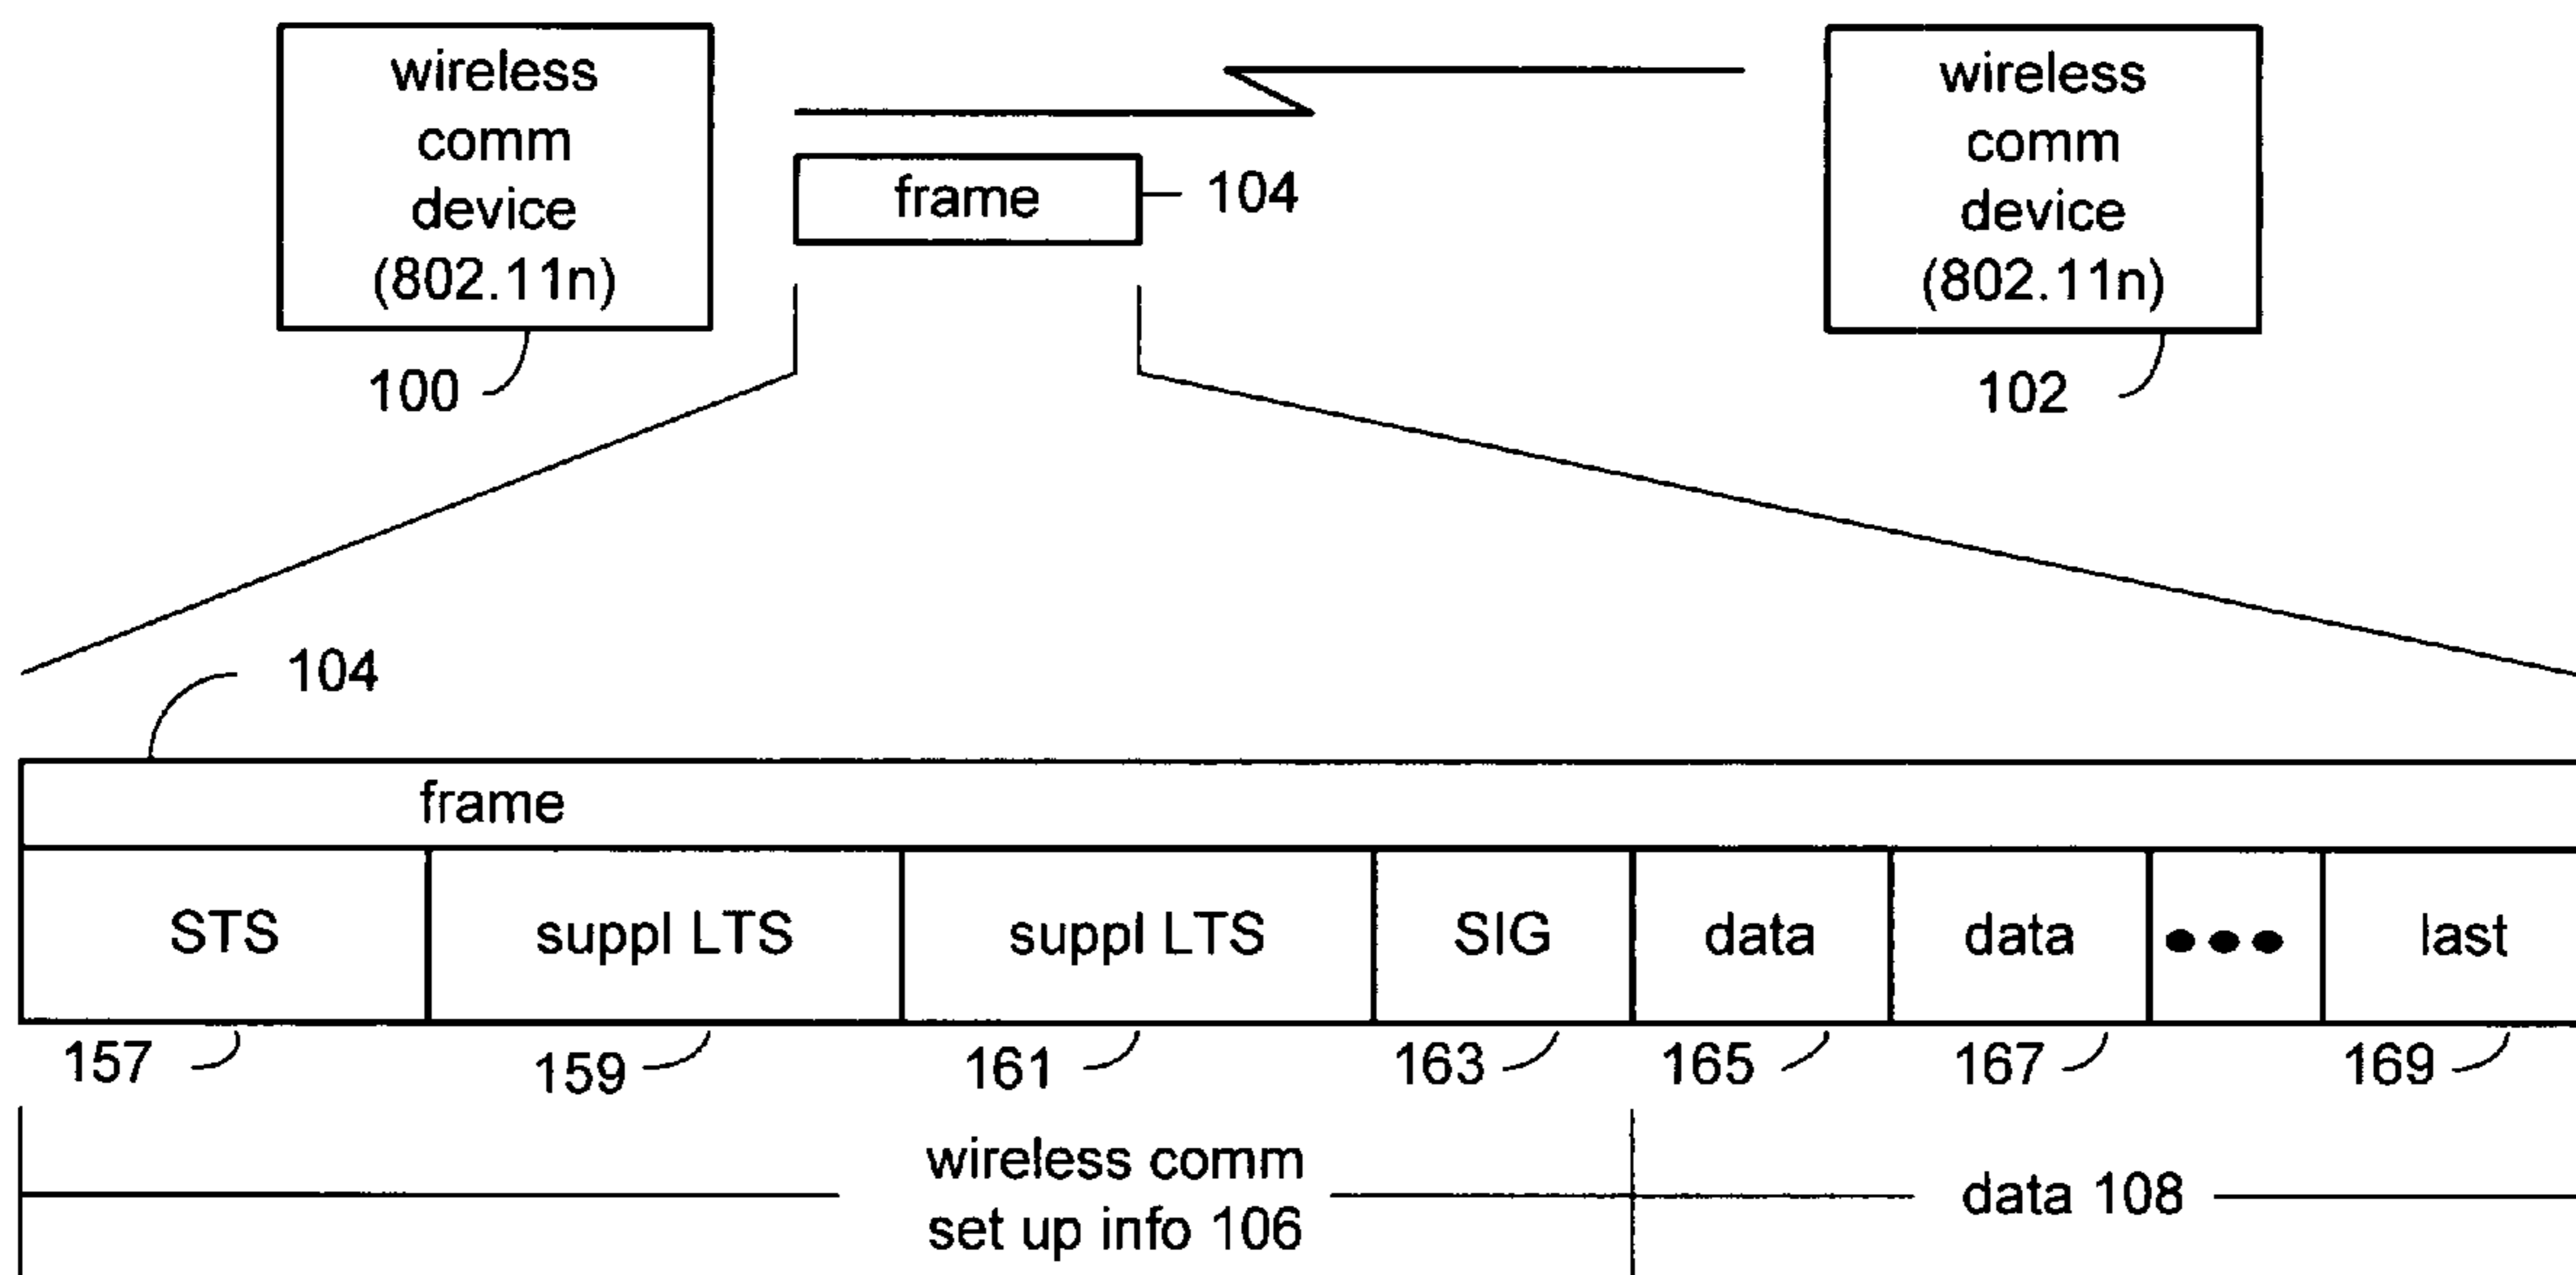 wireless
comm
device
(802.11n)
100
wireless
comm
device
(802.11n)
102
frame
104
104
frame
STS
suppl LTS
suppl LTS
SIG
data
data
●●●
last
157
159
161
163
165
167
169
wireless comm
set up info 106
data 108